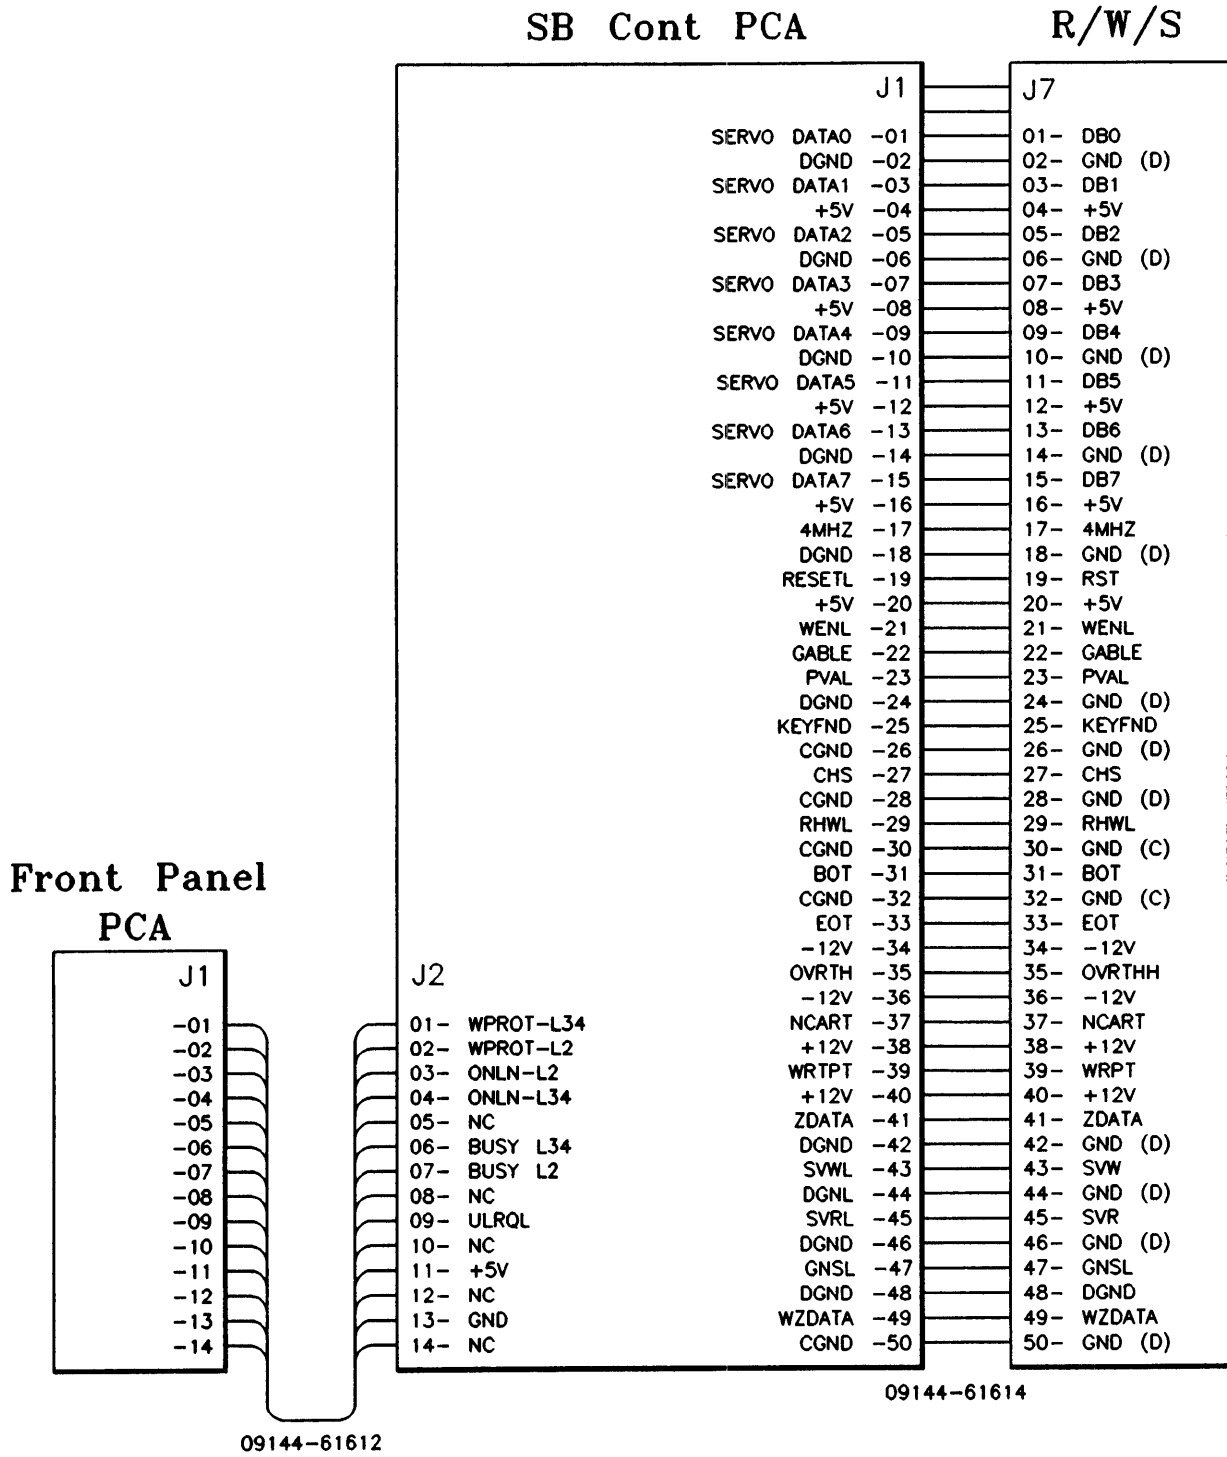 SB Cont PCA
R/W/S
J1
J7
SERVO DATA0 -01 01- DB0
DGND -02 02- GND (D)
SERVO DATA1 -03 03- DB1
+5V -04 04- +5V
SERVO DATA2 -05 05- DB2
DGND -06 06- GND (D)
SERVO DATA3 -07 07- DB3
+5V -08 08- +5V
SERVO DATA4 -09 09- DB4
DGND -10 10- GND (D)
SERVO DATA5 -11 11- DB5
+5V -12 12- +5V
SERVO DATA6 -13 13- DB6
DGND -14 14- GND (D)
SERVO DATA7 -15 15- DB7
+5V -16 16- +5V
4MHZ -17 17- 4MHZ
DGND -18 18- GND (D)
RESETL -19 19- RST
+5V -20 20- +5V
WENL -21 21- WENL
GABLE -22 22- GABLE
PVAL -23 23- PVAL
DGND -24 24- GND (D)
KEYFND -25 25- KEYFND
CGND -26 26- GND (D)
CHS -27 27- CHS
CGND -28 28- GND (D)
RHWL -29 29- RHWL
CGND -30 30- GND (C)
BOT -31 31- BOT
CGND -32 32- GND (C)
EOT -33 33- EOT
-12V -34 34- -12V
OVRTH -35 35- OVRTHH
-12V -36 36- -12V
NCART -37 37- NCART
+12V -38 38- +12V
WRTPT -39 39- WRPT
+12V -40 40- +12V
ZDATA -41 41- ZDATA
DGND -42 42- GND (D)
SVWL -43 43- SVW
DGNL -44 44- GND (D)
SVRL -45 45- SVR
DGND -46 46- GND (D)
GNSL -47 47- GNSL
DGND -48 48- DGND
WZDATA -49 49- WZDATA
CGND -50 50- GND (D)
09144-61614
Front Panel
PCA
J1
J2
-01 01- WPROT-L34
-02 02- WPROT-L2
-03 03- ONLN-L2
-04 04- ONLN-L34
-05 05- NC
-06 06- BUSY L34
-07 07- BUSY L2
-08 08- NC
-09 09- ULRQL
-10 10- NC
-11 11- +5V
-12 12- NC
-13 13- GND
-14 14- NC
09144-61612